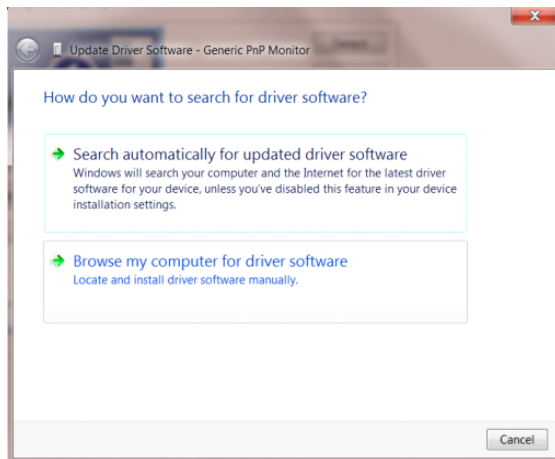 Update Driver Software - Generic PnP Monitor
How do you want to search for driver software?
Search automatically for updated driver software
Windows will search your computer and the Internet for the latest driver
software for your device, unless you've disabled this feature in your device
installation settings.
Browse my computer for driver software
Locate and install driver software manually.
Cancel